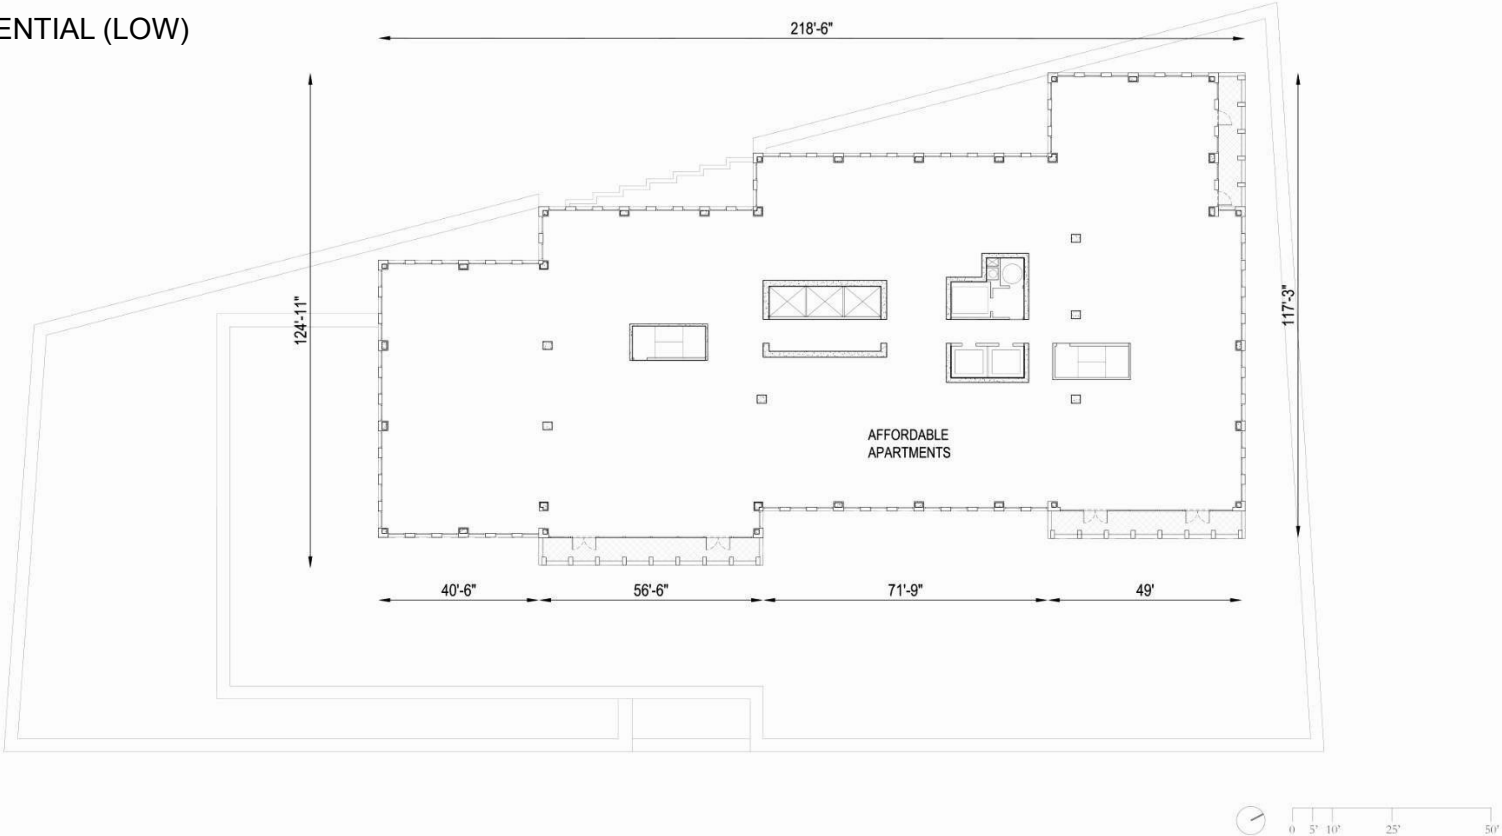 ENTIAL (LOW)
218'-6"
124'-11"
117'-3"
AFFORDABLE
APARTMENTS
40'-6"
56'-6"
71'-9"
49'
0 5' 10' 25' 50'